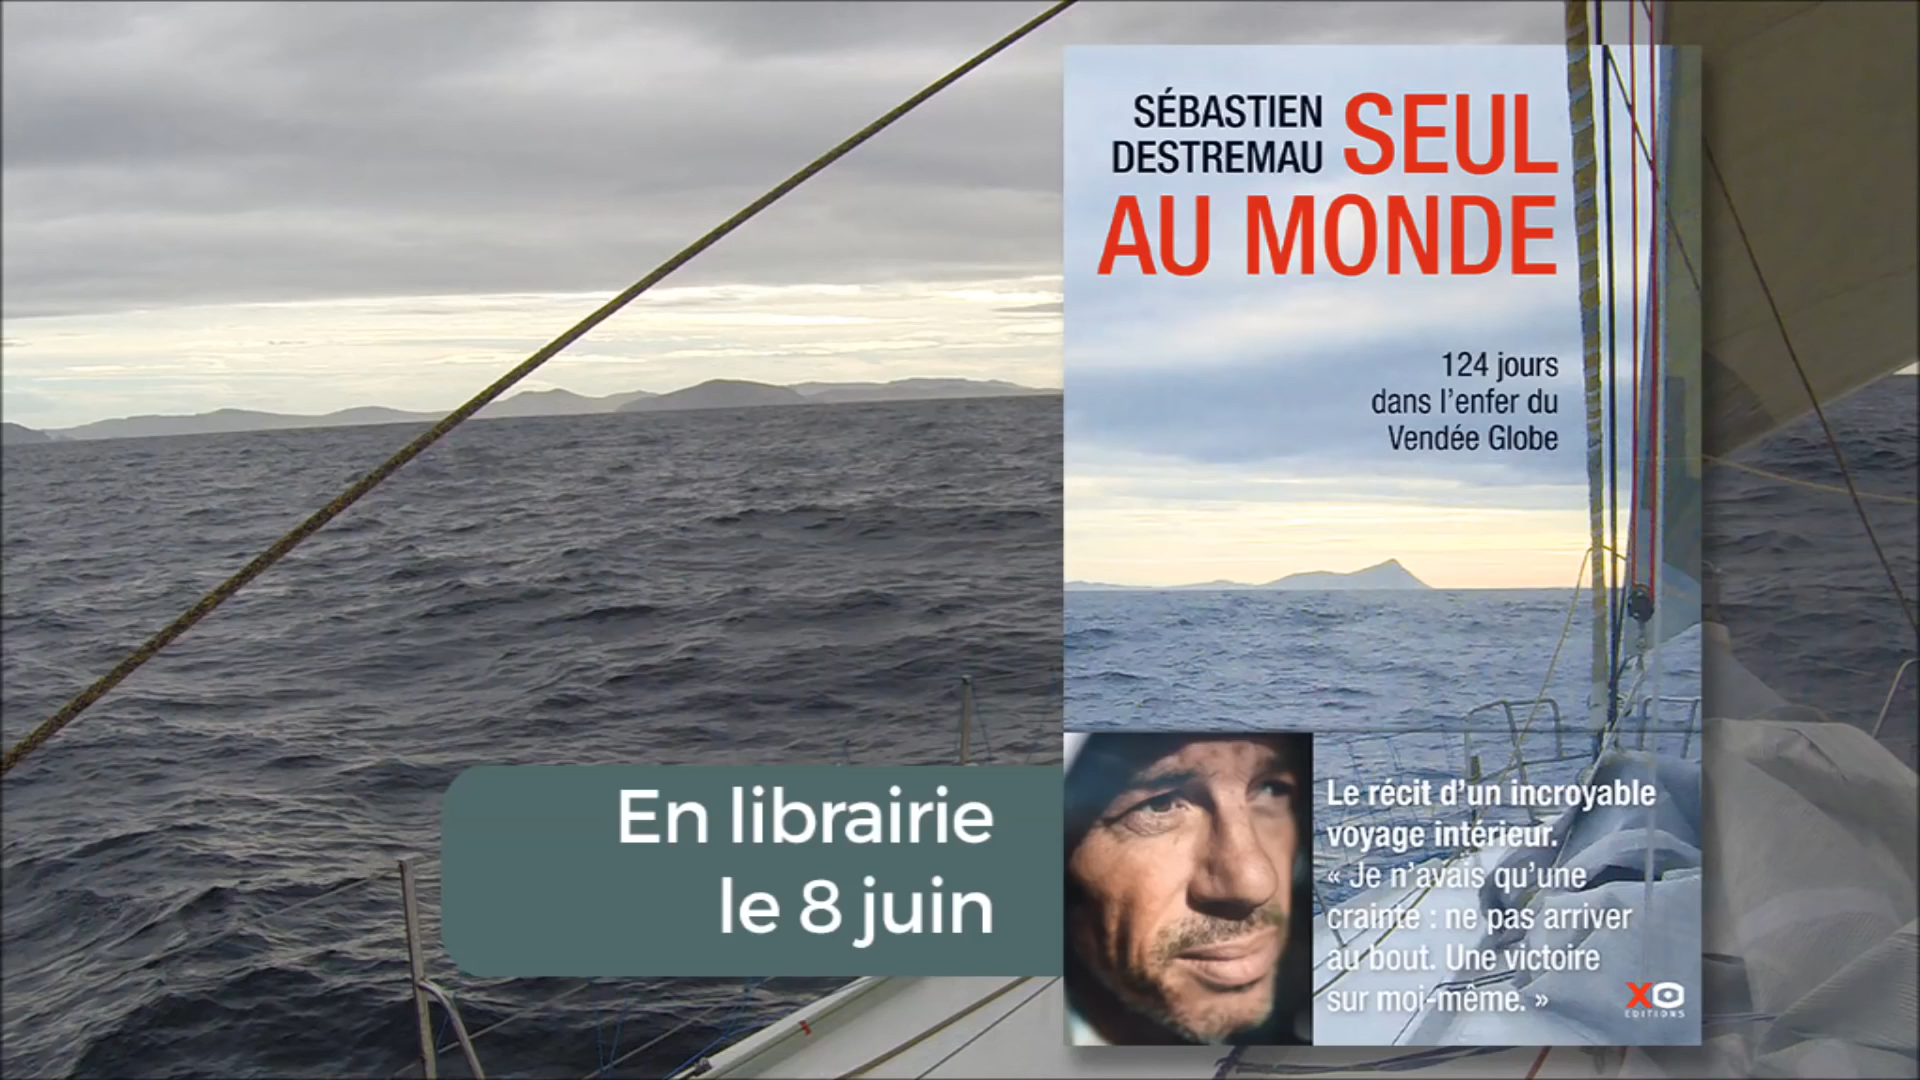 SÉBASTIEN
DESTREMAU
SEUL
AU MONDE
124 jours
dans l'enfer du
Vendée Globe
En librairie
le 8 juin
Le récit d'un incroyable
voyage intérieur.
« Je n'avais qu'une
crainte : ne pas arriver
au bout. Une victoire
sur moi-même. »
XO
EDITIONS